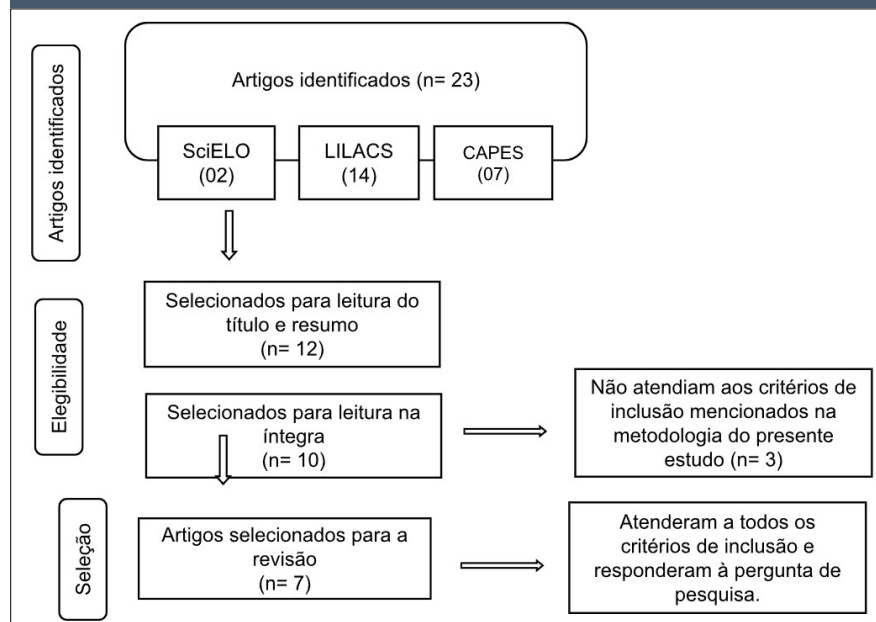 Artigos identificados
Artigos identificados (n= 23)
SciELO
(02)
LILACS
(14)
CAPES
(07)
Elegibilidade
Selecionados para leitura do
título e resumo
(n= 12)
Selecionados para leitura na
íntegra
(n= 10)
Não atendiam aos critérios de
inclusão mencionados na
metodologia do presente
estudo (n= 3)
Seleção
Artigos selecionados para a
revisão
(n= 7)
Atenderam a todos os
critérios de inclusão e
responderam à pergunta de
pesquisa.